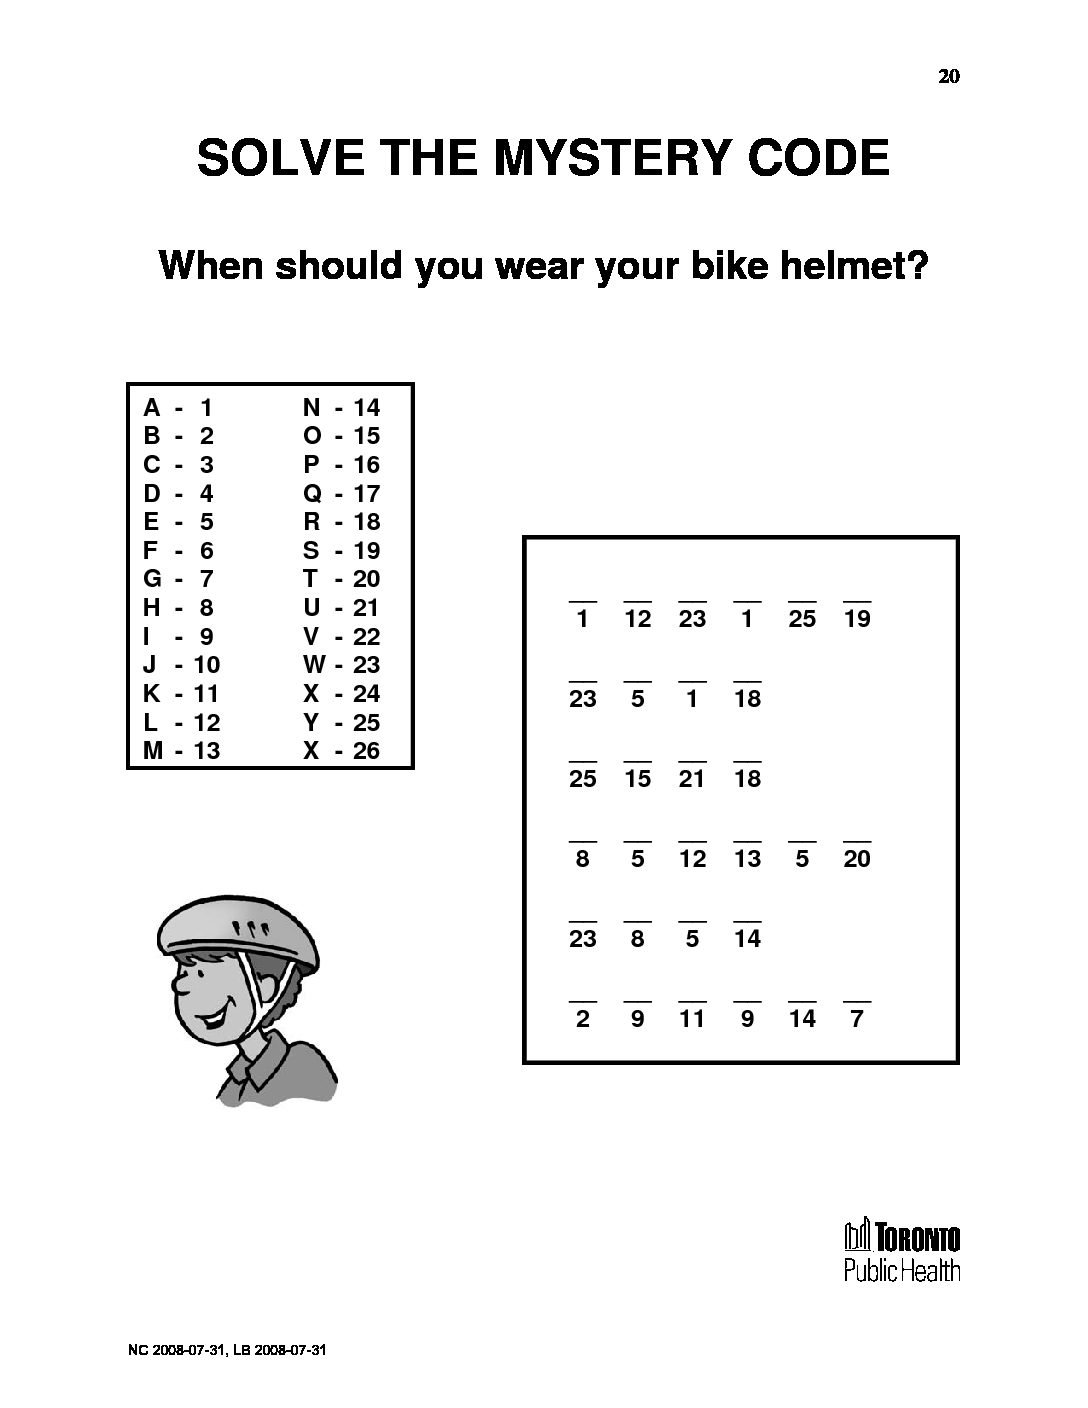 20
SOLVE THE MYSTERY CODE
When should you wear your bike helmet?
A - 1 N - 14
B - 2 O - 15
C - 3 P - 16
D - 4 Q - 17
E - 5 R - 18
F - 6 S - 19
G - 7 T - 20
H - 8 U - 21
I - 9 V - 22
J - 10 W - 23
K - 11 X - 24
L - 12 Y - 25
M - 13 X - 26
__ __ __ __ __ __
1 12 23 1 25 19
__ __ __ __
23 5 1 18
__ __ __ __
25 15 21 18
__ __ __ __ __ __
8 5 12 13 5 20
__ __ __ __
23 8 5 14
__ __ __ __ __ __
2 9 11 9 14 7
TORONTO
Public Health
NC 2008-07-31, LB 2008-07-31